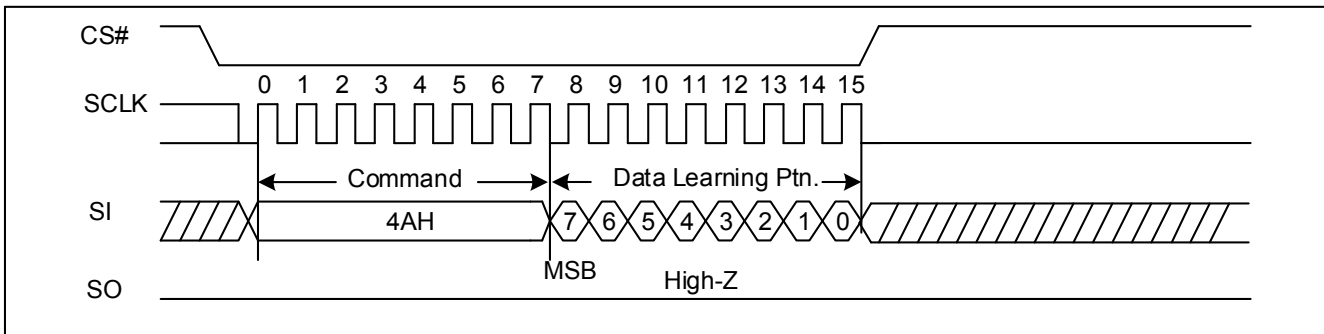 CS#
0 1 2 3 4 5 6 7 8 9 10 11 12 13 14 15
SCLK
Command Data Learning Ptn.
SI 4AH 7 6 5 4 3 2 1 0
MSB High-Z
SO